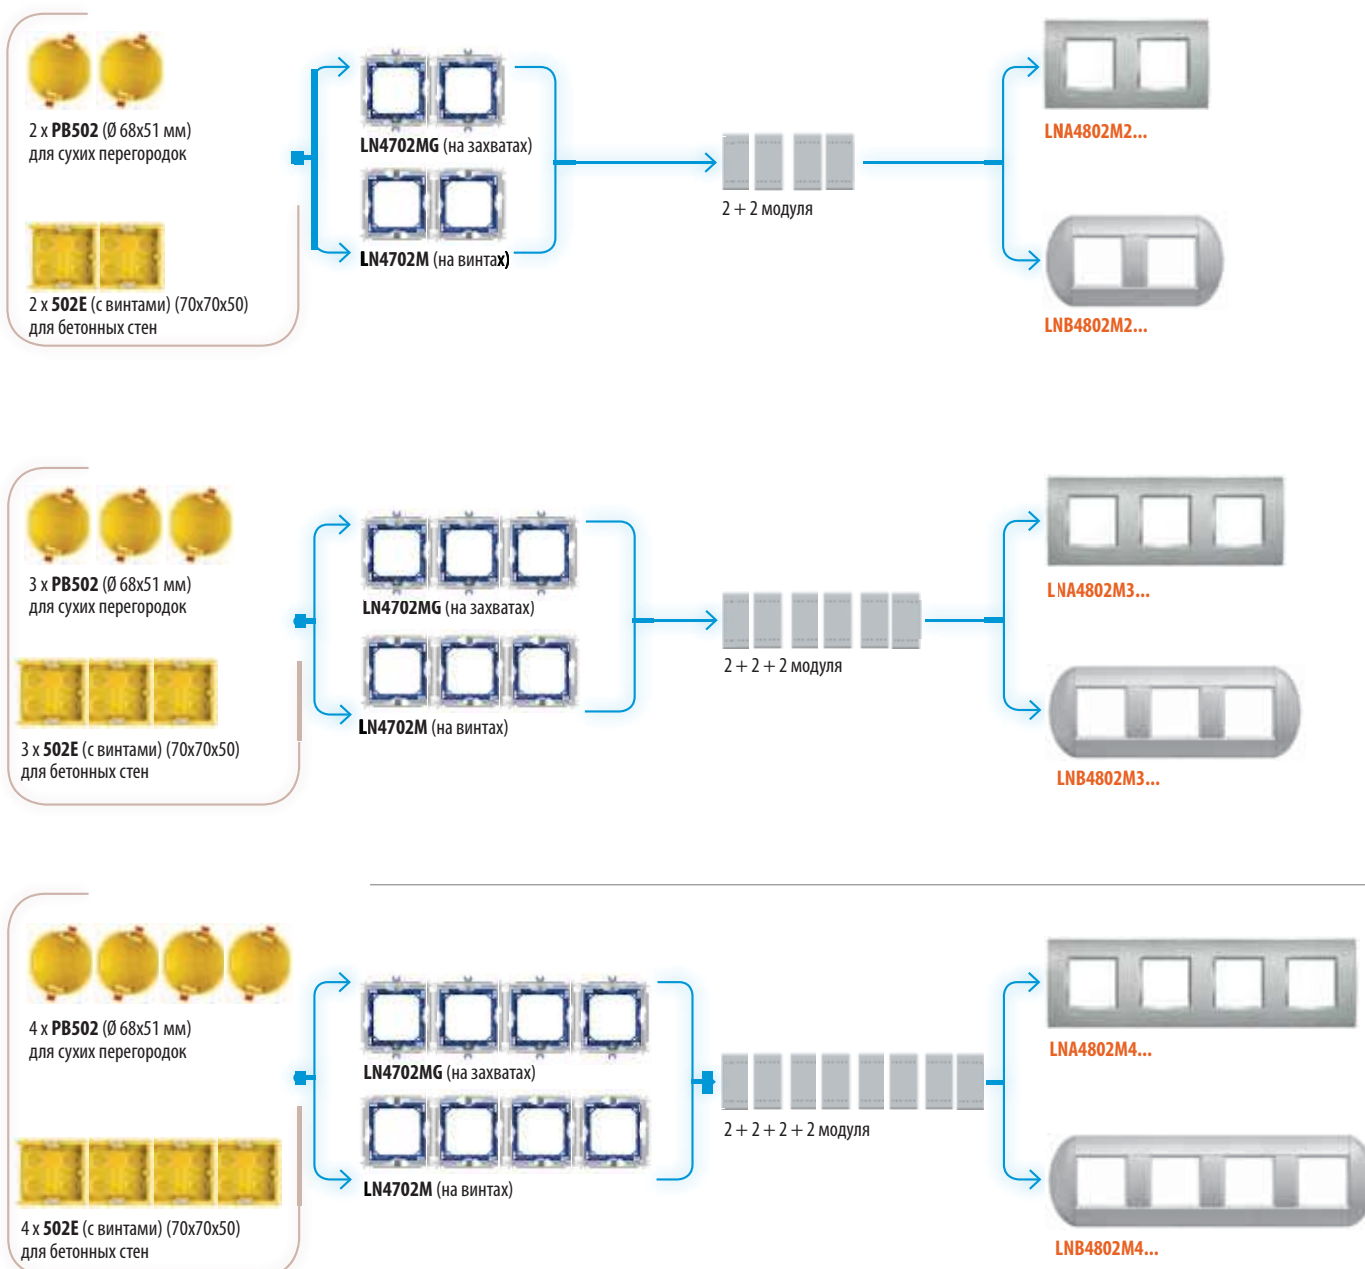 2 x PB502 (Ø 68x51 мм)
для сухих перегородок
2 x 502E (с винтами) (70x70x50)
для бетонных стен
LN4702MG (на захватах)
LN4702M (на винтах)
2 + 2 модуля
LNA4802M2...
LNB4802M2...
3 x PB502 (Ø 68x51 мм)
для сухих перегородок
3 x 502E (с винтами) (70x70x50)
для бетонных стен
LN4702MG (на захватах)
LN4702M (на винтах)
2 + 2 + 2 модуля
LNA4802M3...
LNB4802M3...
4 x PB502 (Ø 68x51 мм)
для сухих перегородок
4 x 502E (с винтами) (70x70x50)
для бетонных стен
LN4702MG (на захватах)
LN4702M (на винтах)
2 + 2 + 2 + 2 модуля
LNA4802M4...
LNB4802M4...